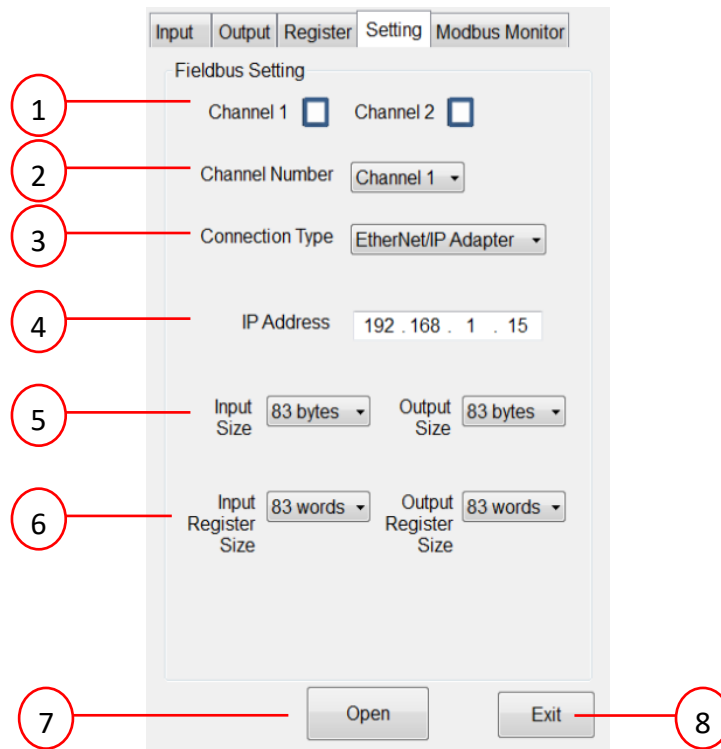 Input Output Register Setting Modbus Monitor
Fieldbus Setting
1 Channel 1 Channel 2
2 Channel Number Channel 1
3 Connection Type EtherNet/IP Adapter
4 IP Address 192 . 168 . 1 . 15
5 Input Size 83 bytes Output Size 83 bytes
6 Input Register Size 83 words Output Register Size 83 words
7 Open Exit 8